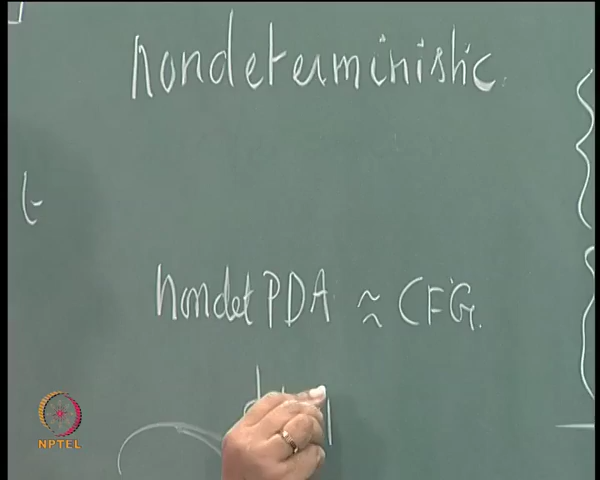 nondeterministic
nondet PDA ≈ CFG.
NPTEL